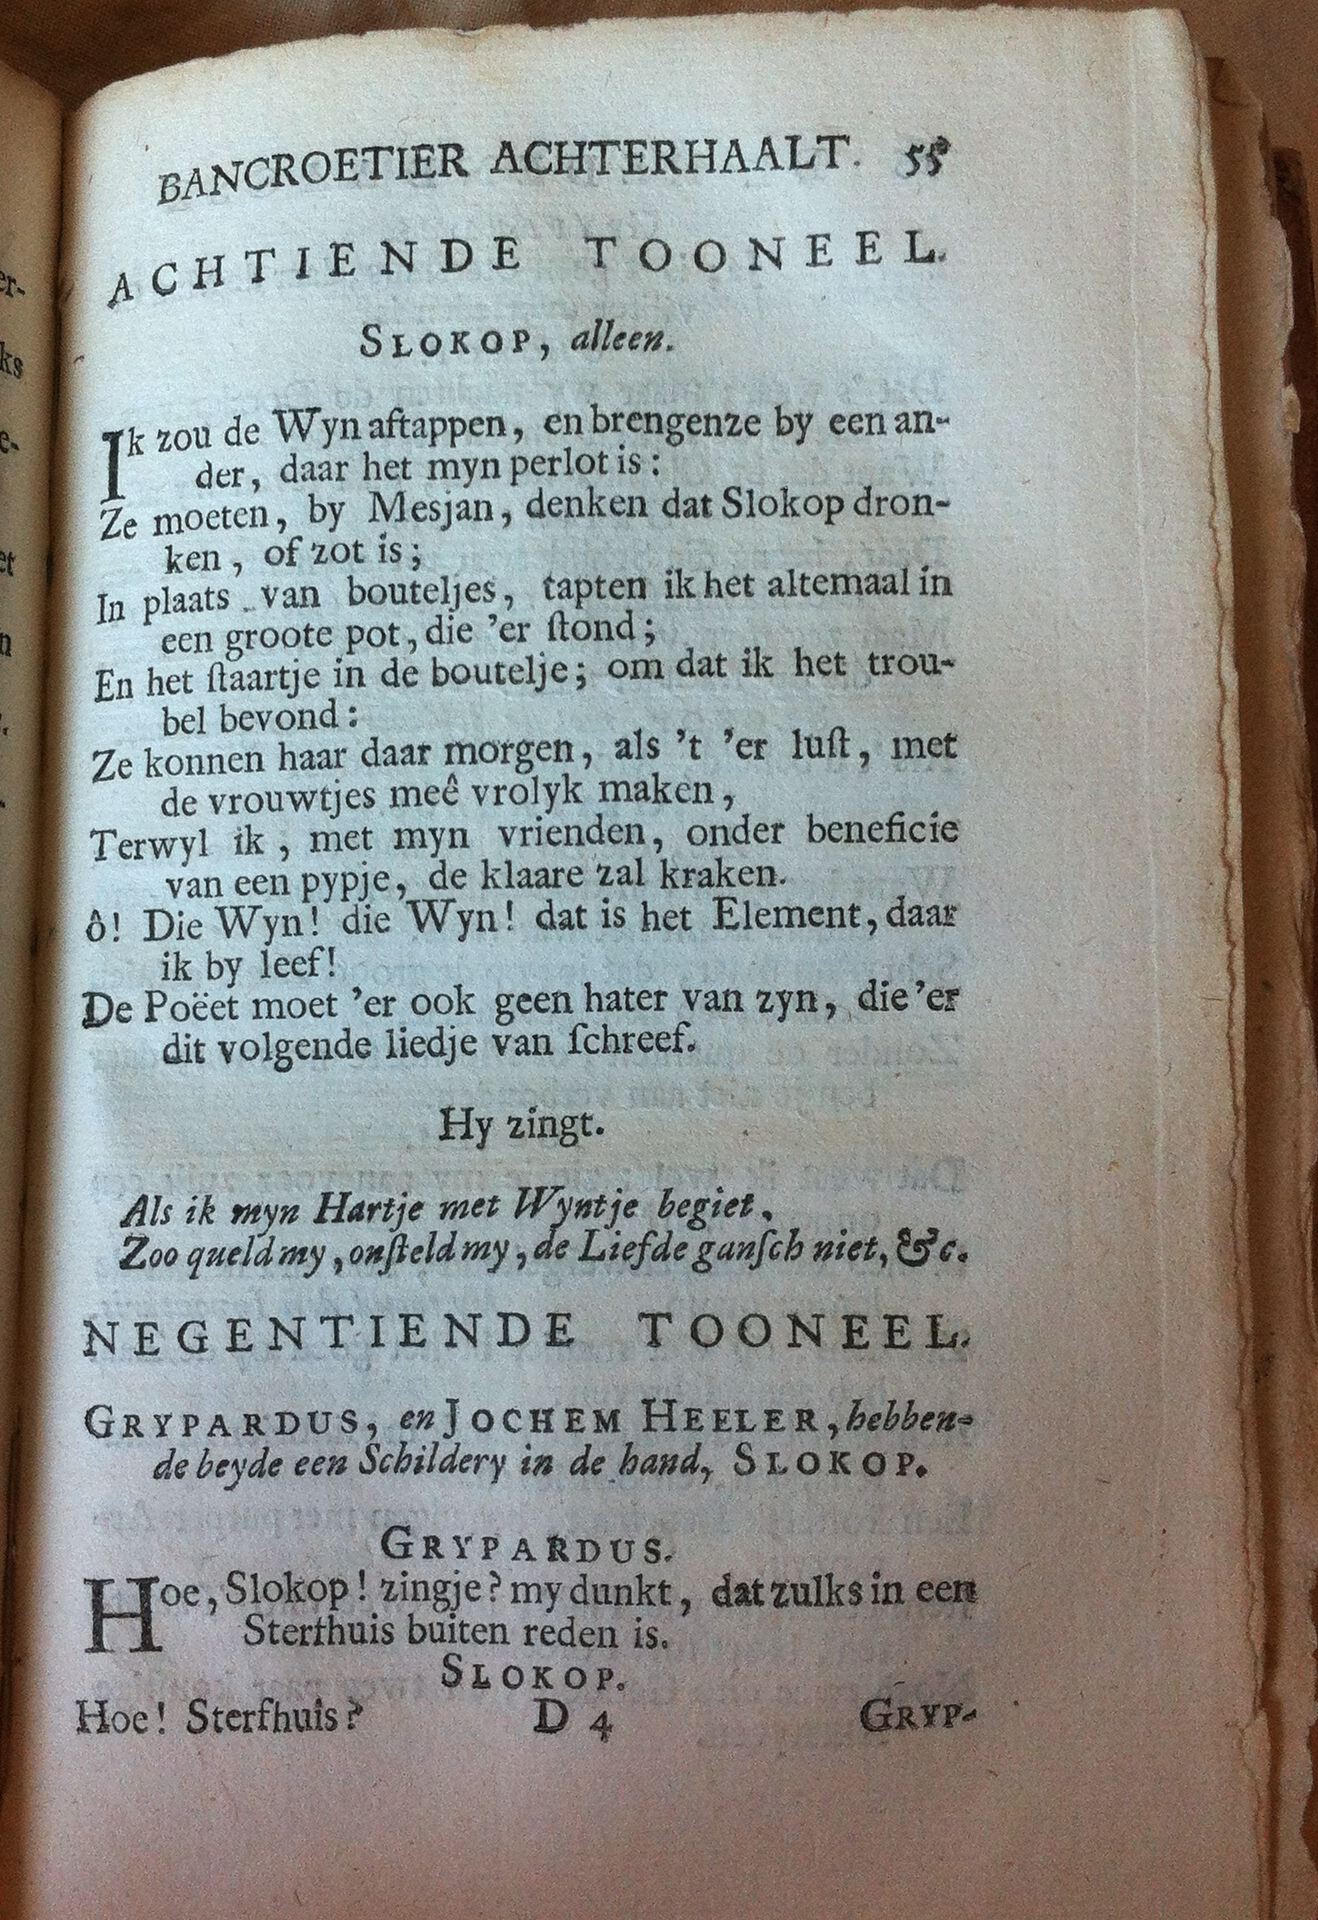 BANCROETIER ACHTERHAALT. 55
ACHTIENDE TOONEEL.
SLOKOP, alleen.
Ik zou de Wyn aftappen, en brengenze by een an-
der, daar het myn perlot is:
Ze moeten, by Mesjan, denken dat Slokop dron-
ken, of zot is;
In plaats van bouteljes, tapten ik het altemaal in
een groote pot, die 'er ſtond;
En het ſtaartje in de boutelje; om dat ik het trou-
bel bevond:
Ze konnen haar daar morgen, als 't 'er luſt, met
de vrouwtjes meê vrolyk maken,
Terwyl ik, met myn vrienden, onder beneficie
van een pypje, de klaare zal kraken.
ô! Die Wyn! die Wyn! dat is het Element, daar
ik by leef!
De Poëet moet 'er ook geen hater van zyn, die 'er
dit volgende liedje van ſchreef.
Hy zingt.
Als ik myn Hartje met Wyntje begiet,
Zoo queld my, onſteld my, de Liefde ganſch niet, &c.
NEGENTIENDE TOONEEL.
GRYPARDUS, en JOCHEM HEELER, hebben-
de beyde een Schildery in de hand, SLOKOP.
GRYPARDUS.
Hoe, Slokop! zingje? my dunkt, dat zulks in een
Sterfhuis buiten reden is.
SLOKOP.
Hoe! Sterfhuis? D 4 GRYP-
er-
ks
e-
et
n